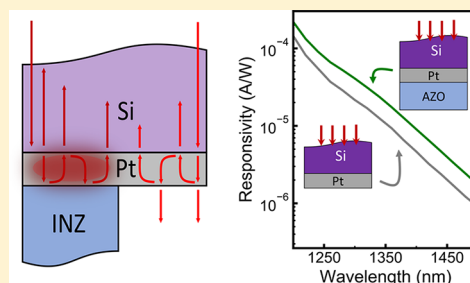 Si
Pt
INZ
Responsivity (A/W)
10⁻⁴
10⁻⁵
10⁻⁶
Si
Pt
AZO
Si
Pt
1250
1350
1450
Wavelength (nm)